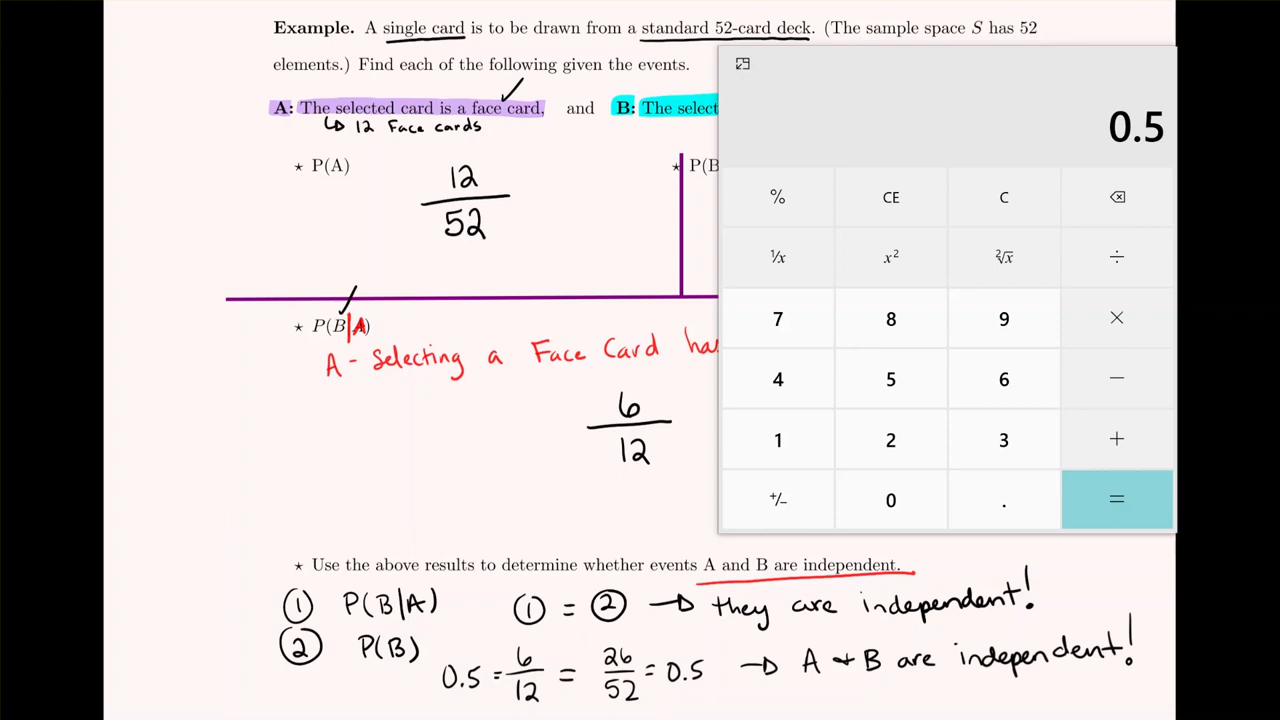 Example. A single card is to be drawn from a standard 52-card deck. (The sample space S has 52
elements.) Find each of the following given the events.
A: The selected card is a face card, and B: The select
↳ 12 Face cards
⋆ P(A)
12
52
⋆ P(B
⋆ P(B|A)
A - Selecting a Face Card has
6
12
0.5
% CE C ⌫
1/x x² ²√x ÷
7 8 9 ×
4 5 6 −
1 2 3 +
+/− 0 . =
⋆ Use the above results to determine whether events A and B are independent.
① P(B|A) ① = ② → they are independent!
② P(B)
0.5 = 6/12 = 26/52 = 0.5 → A + B are independent!